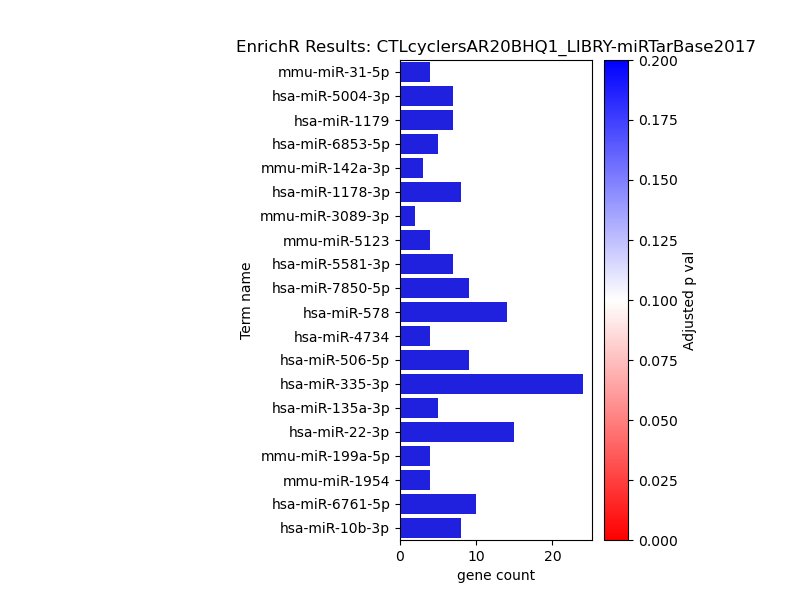 EnrichR Results: CTLcyclersAR20BHQ1_LIBRY-miRTarBase2017
mmu-miR-31-5p
hsa-miR-5004-3p
hsa-miR-1179
hsa-miR-6853-5p
mmu-miR-142a-3p
hsa-miR-1178-3p
mmu-miR-3089-3p
mmu-miR-5123
hsa-miR-5581-3p
hsa-miR-7850-5p
hsa-miR-578
hsa-miR-4734
hsa-miR-506-5p
hsa-miR-335-3p
hsa-miR-135a-3p
hsa-miR-22-3p
mmu-miR-199a-5p
mmu-miR-1954
hsa-miR-6761-5p
hsa-miR-10b-3p
Term name
0 10 20
gene count
0.200
0.175
0.150
0.125
0.100
0.075
0.050
0.025
0.000
Adjusted p val